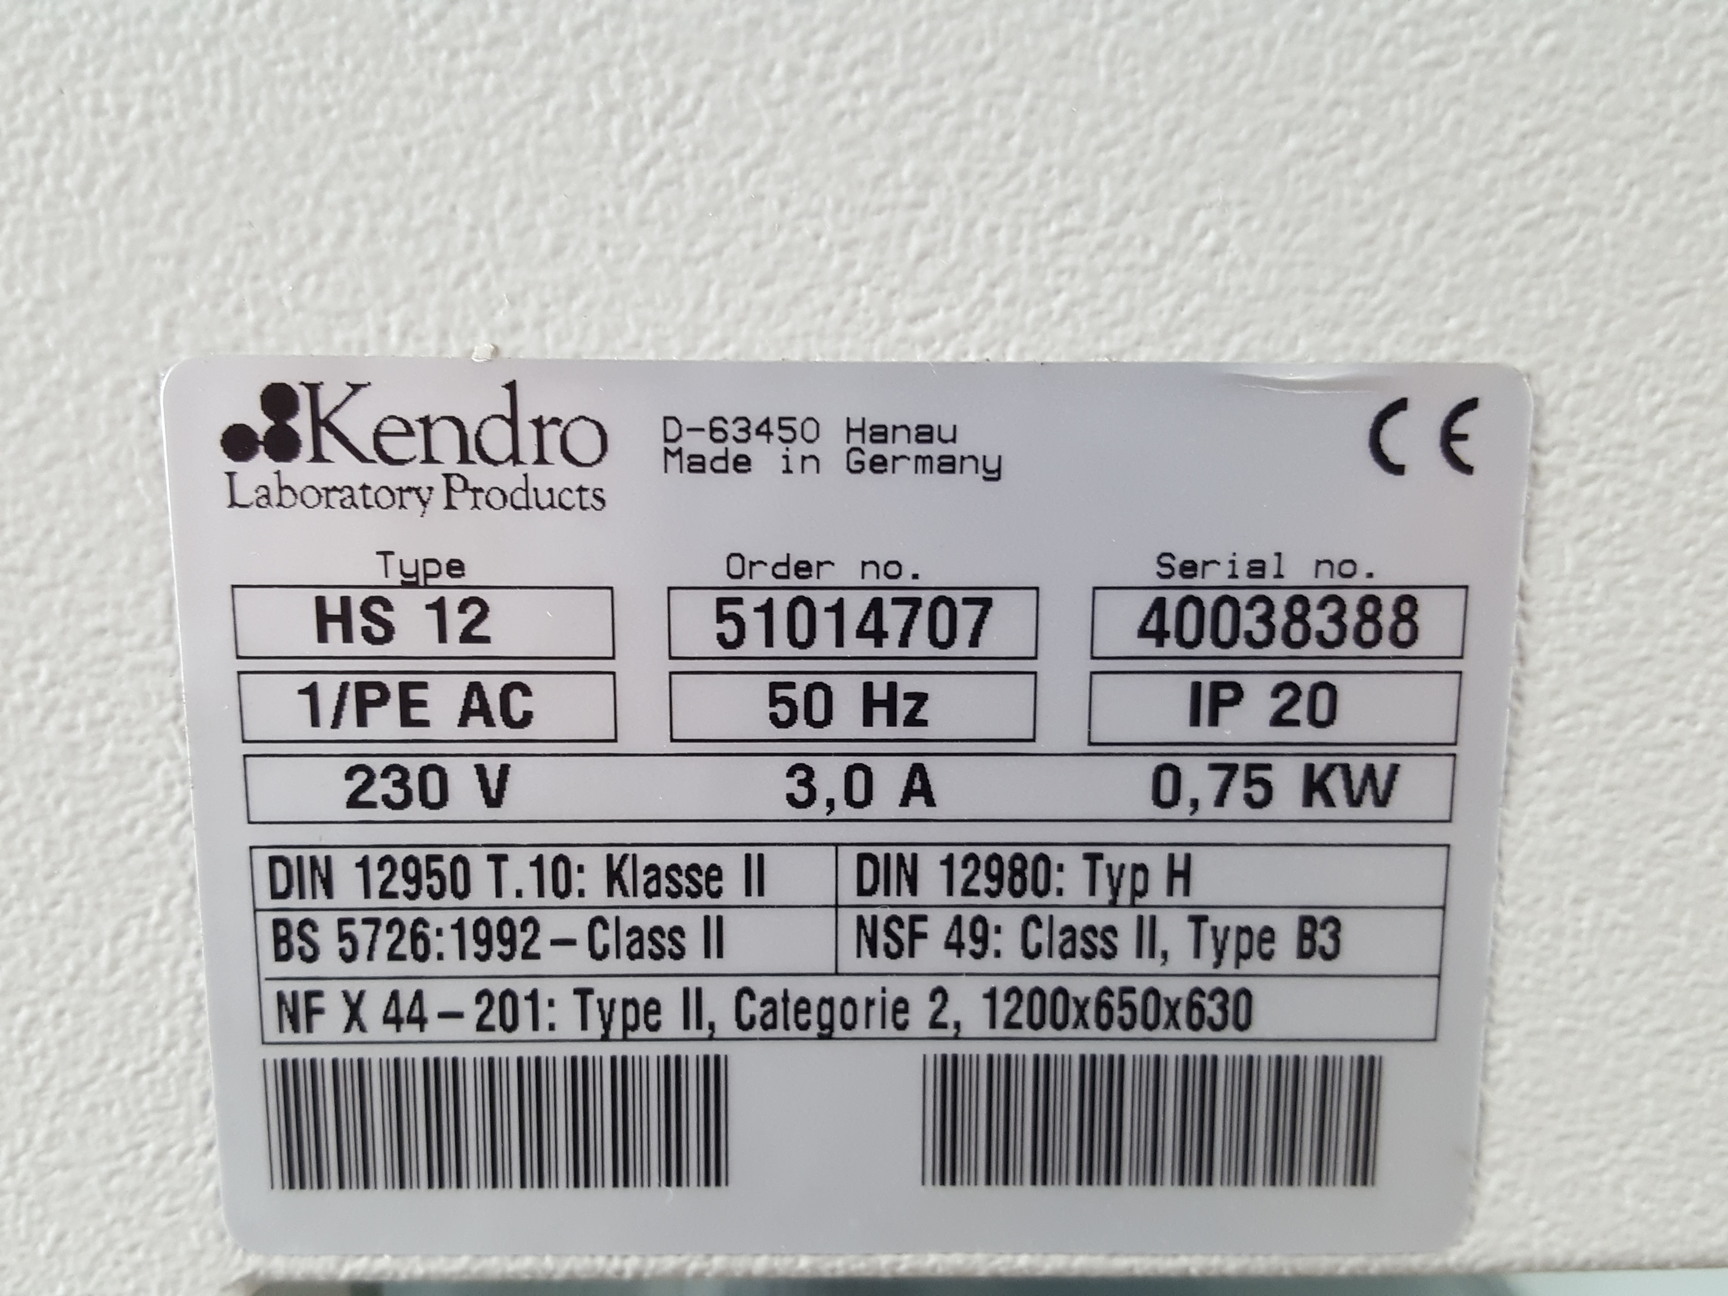 Kendro
Laboratory Products
D-63450 Hanau
Made in Germany
CE
Type Order no. Serial no.
HS 12 51014707 40038388
1/PE AC 50 Hz IP 20
230 V 3,0 A 0,75 KW
DIN 12950 T.10: Klasse II DIN 12980: Typ H
BS 5726:1992 – Class II NSF 49: Class II, Type B3
NF X 44 – 201: Type II, Categorie 2, 1200x650x630